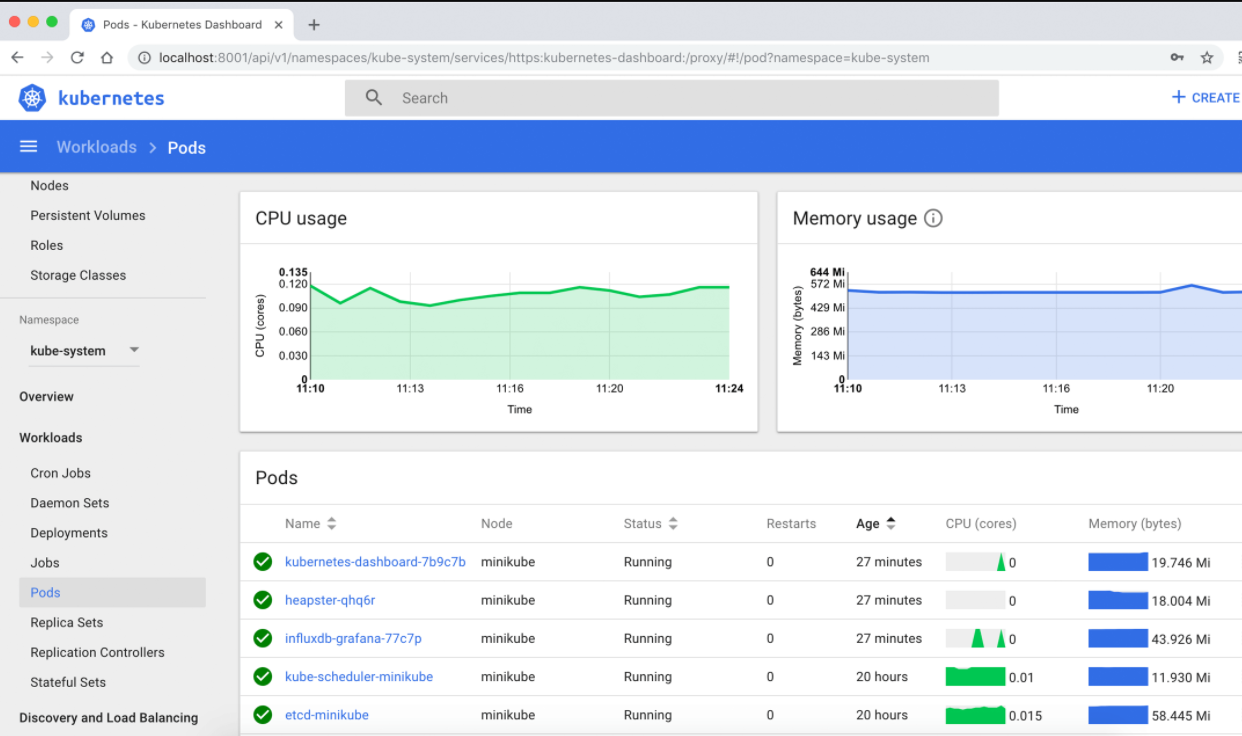 Pods - Kubernetes Dashboard
localhost:8001/api/v1/namespaces/kube-system/services/https:kubernetes-dashboard:/proxy/#!/pod?namespace=kube-system
kubernetes
Search
+ CREATE
Workloads > Pods
Nodes
Persistent Volumes
Roles
Storage Classes
Namespace
kube-system
Overview
Workloads
Cron Jobs
Daemon Sets
Deployments
Jobs
Pods
Replica Sets
Replication Controllers
Stateful Sets
Discovery and Load Balancing
CPU usage
CPU (cores)
0.135
0.120
0.090
0.060
0.030
0
11:10 11:13 11:16 11:20 11:24
Time
Memory usage
Memory (bytes)
644 Mi
572 Mi
429 Mi
286 Mi
143 Mi
0
11:10 11:13 11:16 11:20
Time
Pods
Name Node Status Restarts Age CPU (cores) Memory (bytes)
kubernetes-dashboard-7b9c7b minikube Running 0 27 minutes 0 19.746 Mi
heapster-qhq6r minikube Running 0 27 minutes 0 18.004 Mi
influxdb-grafana-77c7p minikube Running 0 27 minutes 0 43.926 Mi
kube-scheduler-minikube minikube Running 0 20 hours 0.01 11.930 Mi
etcd-minikube minikube Running 0 20 hours 0.015 58.445 Mi